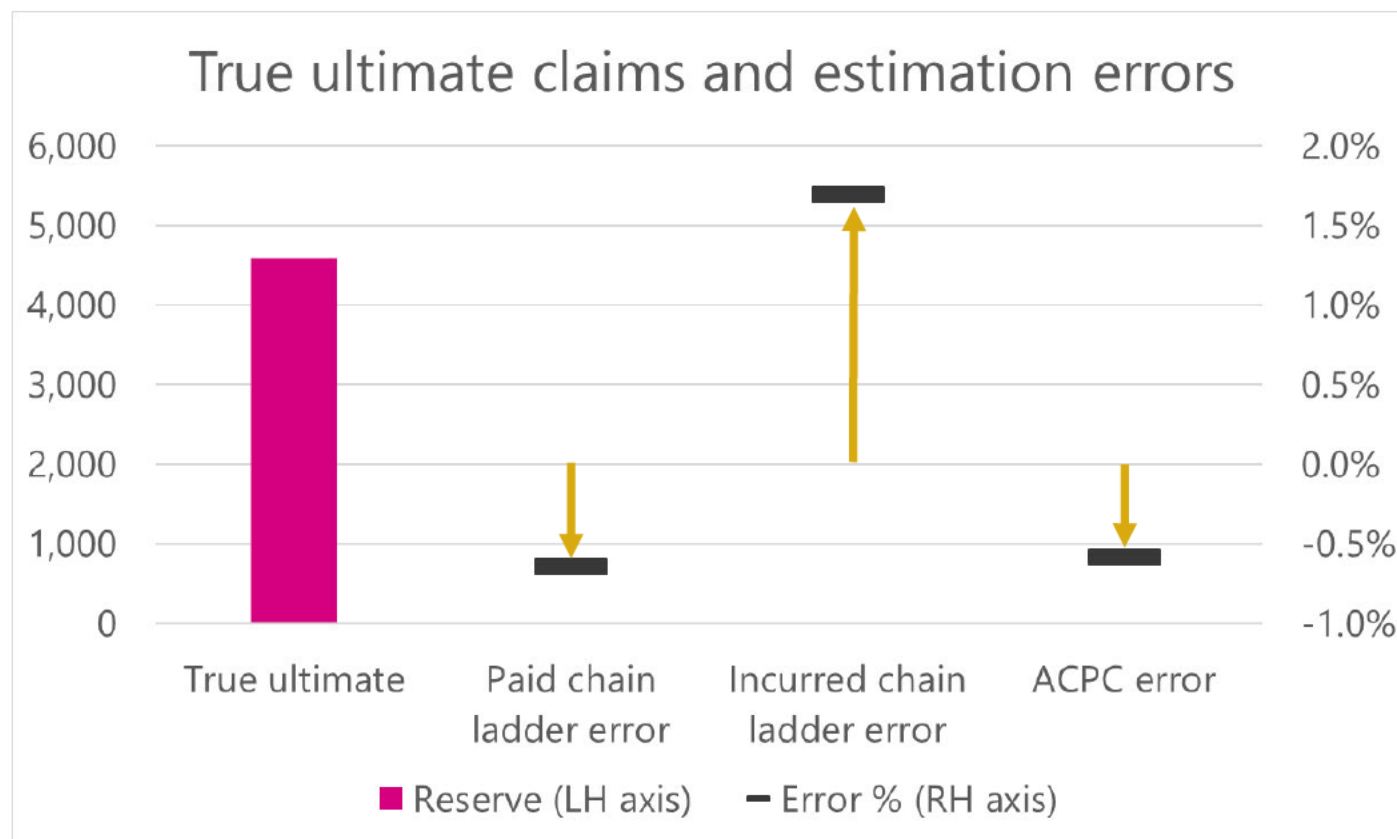 True ultimate claims and estimation errors
6,000 2.0%
5,000 1.5%
4,000 1.0%
3,000 0.5%
2,000 0.0%
1,000 -0.5%
0 -1.0%
True ultimate Paid chain Incurred chain ACPC error
ladder error ladder error
Reserve (LH axis) Error % (RH axis)